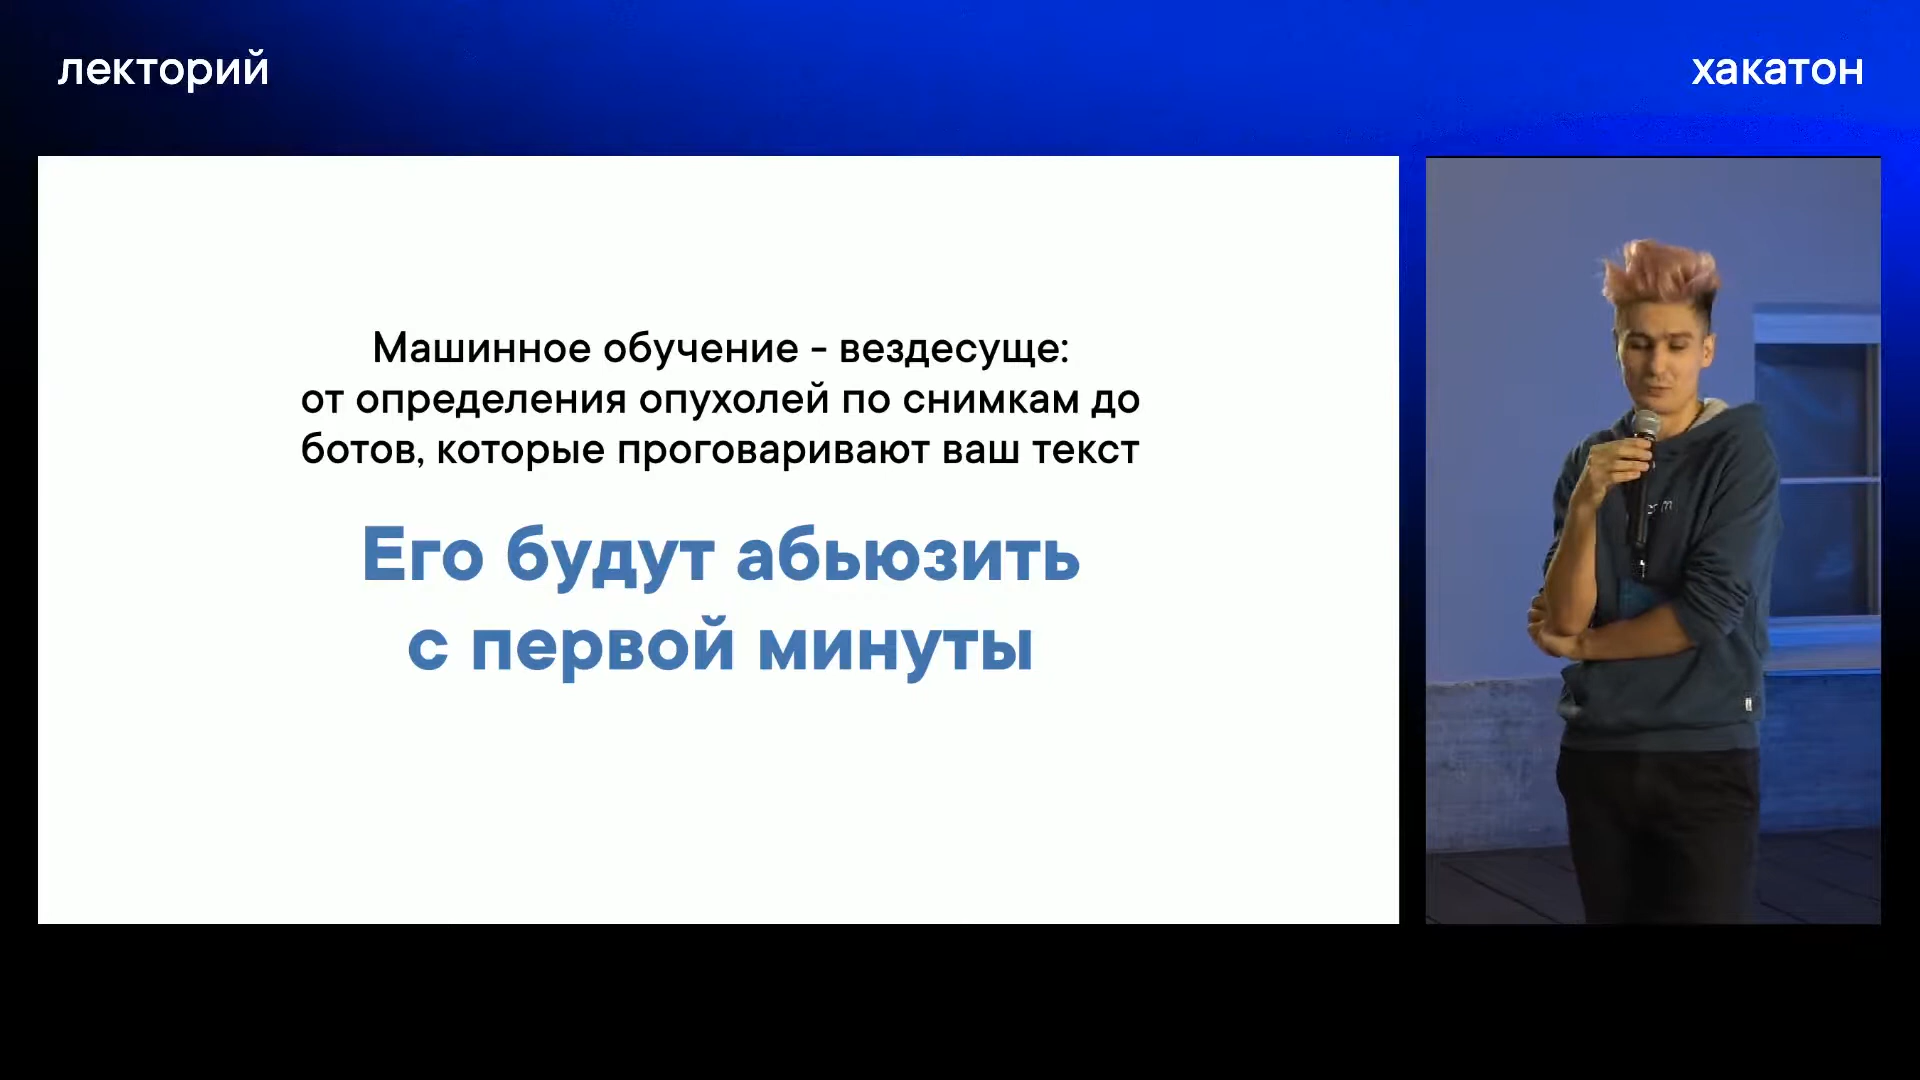 лекторий
хакатон
Машинное обучение - вездесуще:
от определения опухолей по снимкам до
ботов, которые проговаривают ваш текст
Его будут абьюзить
с первой минуты